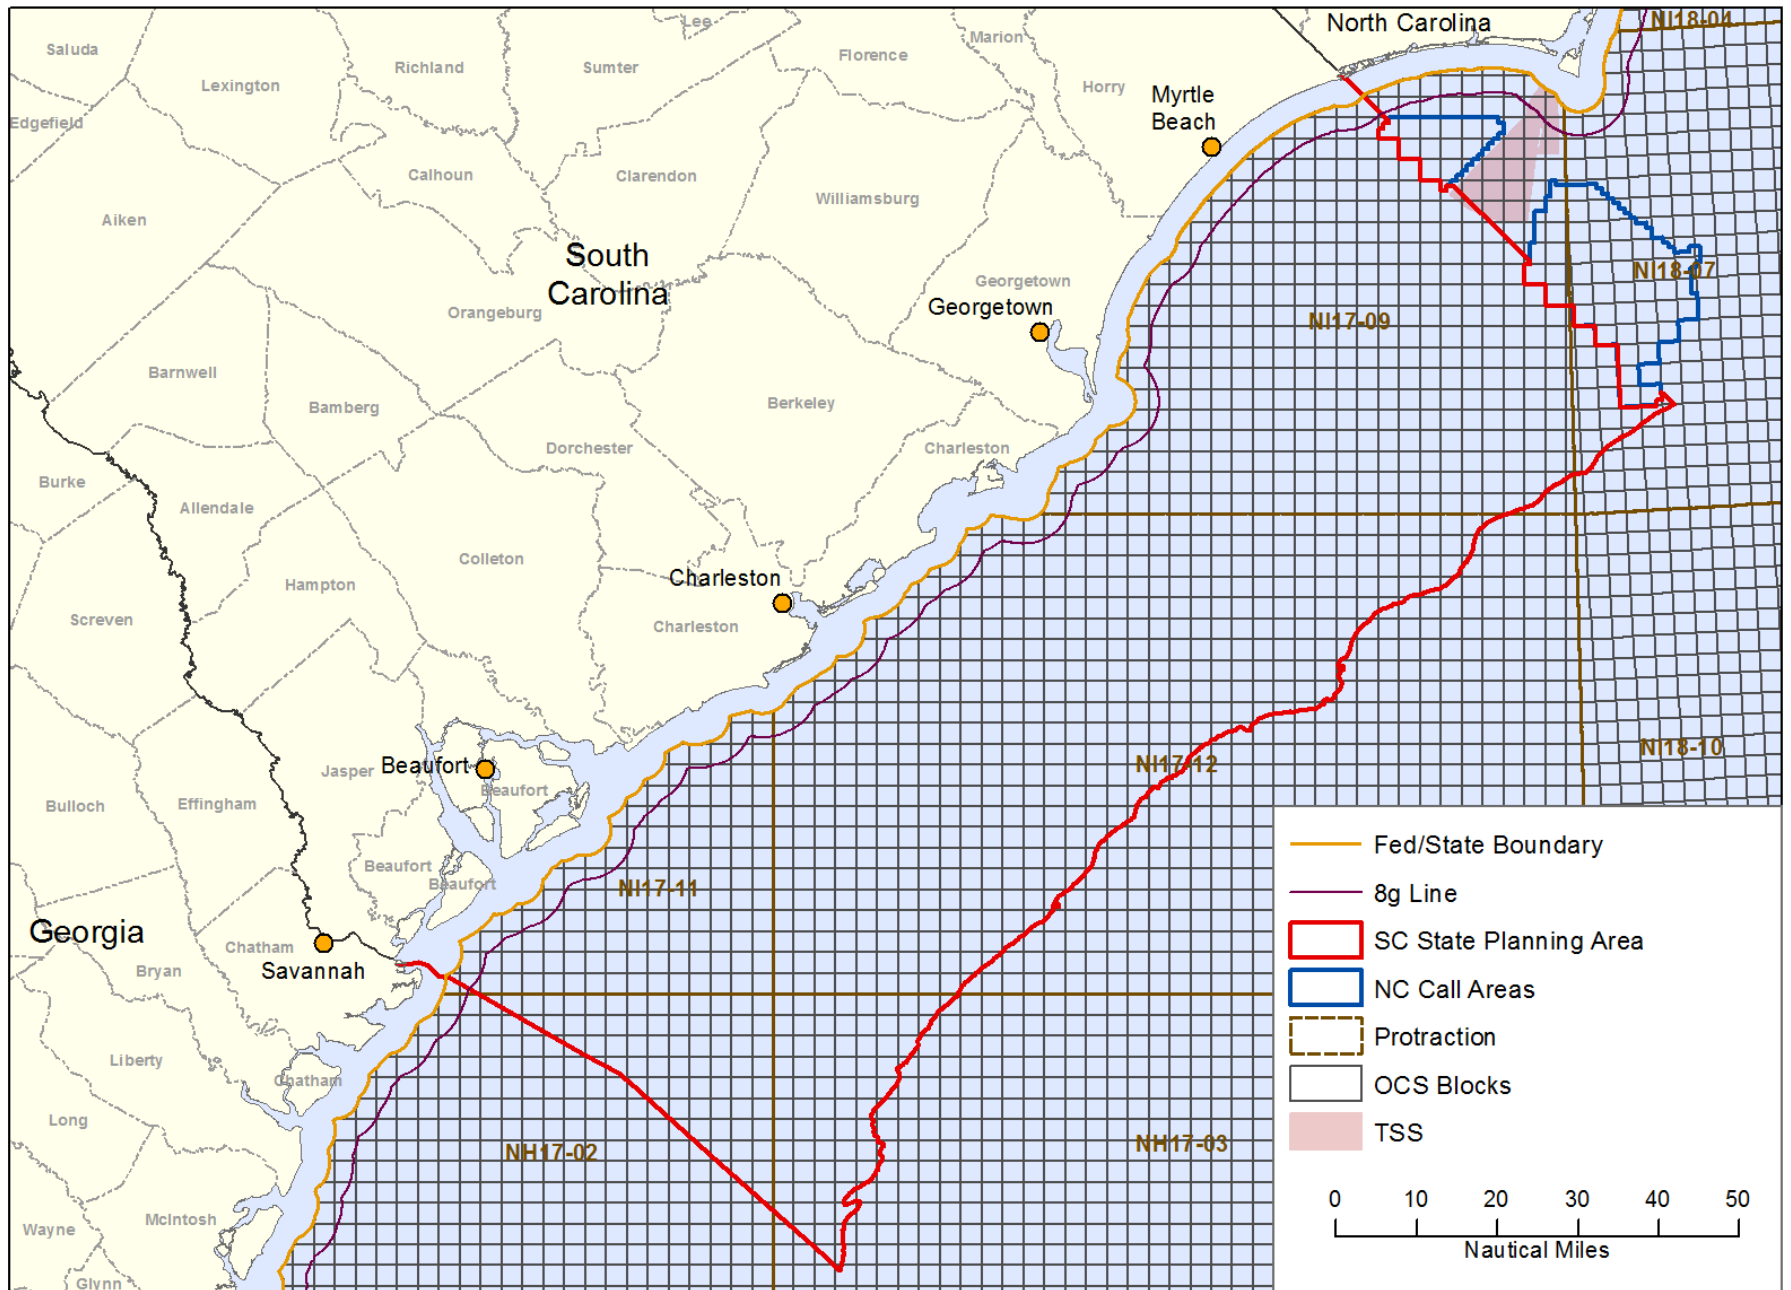 North Carolina
NI18-04
Lee
Saluda
Richland
Sumter
Florence
Marion
Lexington
Horry
Myrtle
Beach
Edgefield
Calhoun
Clarendon
Williamsburg
Aiken
South
Carolina
Georgetown
NI18-07
Orangeburg
Georgetown
NI17-09
Barnwell
Bamberg
Berkeley
Dorchester
Charleston
Burke
Allendale
Colleton
Hampton
Charleston
Screven
Charleston
NI18-10
NI17-12
Jasper
Beaufort
Beaufort
Bulloch
Effingham
Fed/State Boundary
Beaufort
Beaufort
NI17-11
8g Line
Georgia
Chatham
SC State Planning Area
Bryan
Savannah
NC Call Areas
Protraction
Liberty
Chatham
OCS Blocks
Long
TSS
NH17-02
NH17-03
Wayne
McIntosh
0 10 20 30 40 50
Nautical Miles
Glynn